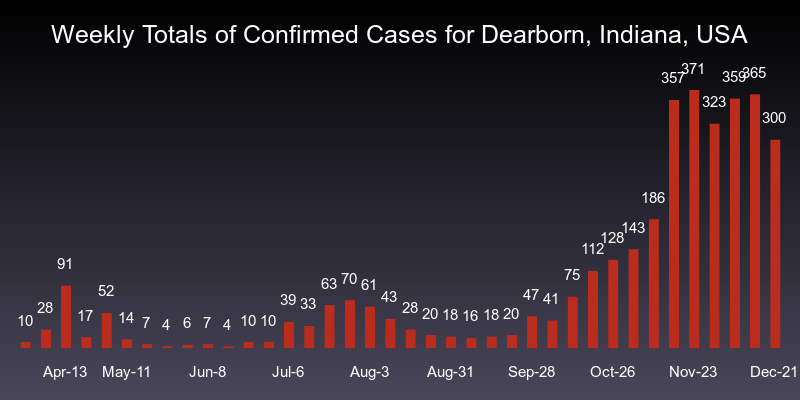 Weekly Totals of Confirmed Cases for Dearborn, Indiana, USA
10 28 91 17 52 14 7 4 6 7 4 10 10 39 33 63 70 61 43 28 20 18 16 18 20 47 41 75 112 128 143 186 357 371 323 359 365 300
Apr-13 May-11 Jun-8 Jul-6 Aug-3 Aug-31 Sep-28 Oct-26 Nov-23 Dec-21